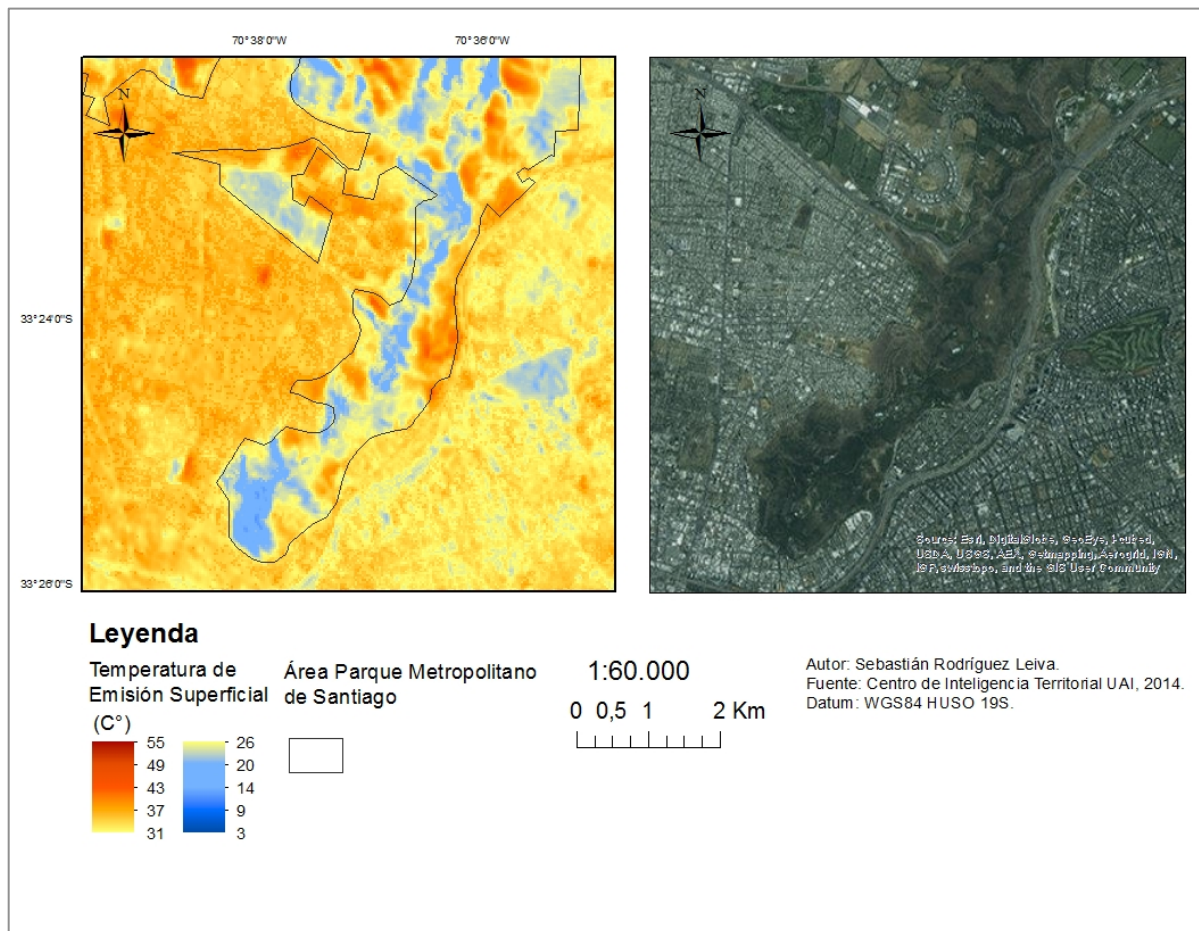 70°38'0"W
70°36'0"W
N
N
33°24'0"S
33°26'0"S
Source: Esri, DigitalGlobe, GeoEye, i-cubed,
USDA, USGS, AEX, Getmapping, Aerogrid, IGN,
IGP, swisstopo, and the GIS User Community
Leyenda
Temperatura de
Emisión Superficial
(C°)
55
49
43
37
31
26
20
14
9
3
Área Parque Metropolitano
de Santiago
1:60.000
0 0,5 1 2 Km
Autor: Sebastián Rodríguez Leiva.
Fuente: Centro de Inteligencia Territorial UAI, 2014.
Datum: WGS84 HUSO 19S.